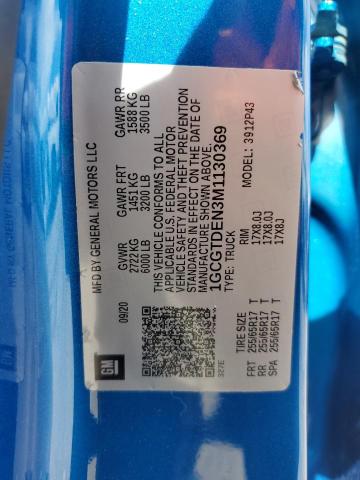 MFD BY GENERAL MOTORS LLC
09/20
GVWR GAWR FRT GAWR RR
2722 KG 1451 KG 1588 KG
6000 LB 3200 LB 3500 LB
THIS VEHICLE CONFORMS TO ALL
APPLICABLE U.S. FEDERAL MOTOR
VEHICLE SAFETY AND THEFT PREVENTION
STANDARDS IN EFFECT ON THE DATE OF
MANUFACTURE SHOWN ABOVE.
1GCGTDEN3M1130369
TYPE: TRUCK MODEL: 3912P43
TIRE SIZE RIM
FRT 255/65R17 T 17X8.0J
RR 255/65R17 T 17X8.0J
SPA 255/65R17 T 17X8J
GM
327E